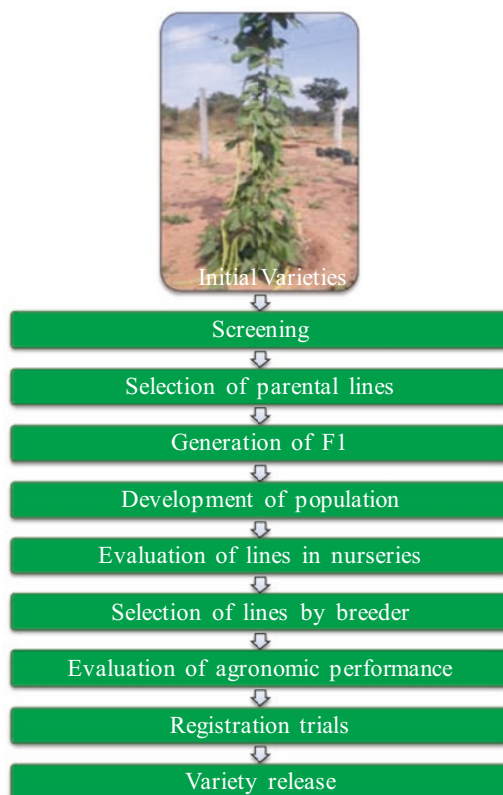 Initial Varieties
Screening
Selection of parental lines
Generation of F1
Development of population
Evaluation of lines in nurseries
Selection of lines by breeder
Evaluation of agronomic performance
Registration trials
Variety release